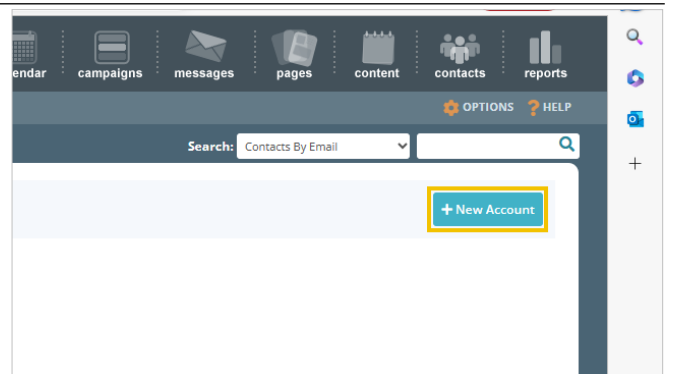 endar campaigns messages pages content contacts reports
OPTIONS ? HELP
Search: Contacts By Email
+ New Account